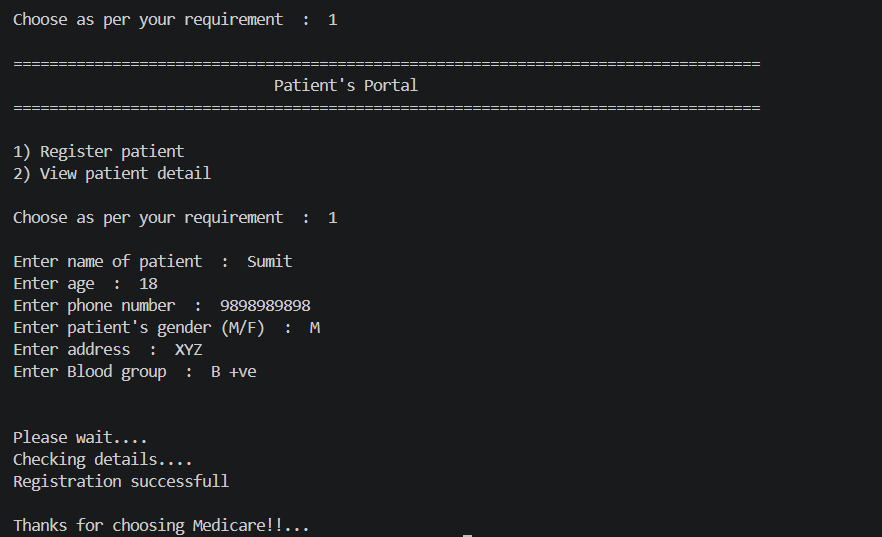 Choose as per your requirement  :  1
===================================================================================
Patient's Portal
===================================================================================
1) Register patient
2) View patient detail
Choose as per your requirement  :  1
Enter name of patient  :  Sumit
Enter age  :  18
Enter phone number  :  9898989898
Enter patient's gender (M/F)  :  M
Enter address  :  XYZ
Enter Blood group  :  B +ve
Please wait....
Checking details....
Registration successfull
Thanks for choosing Medicare!!...